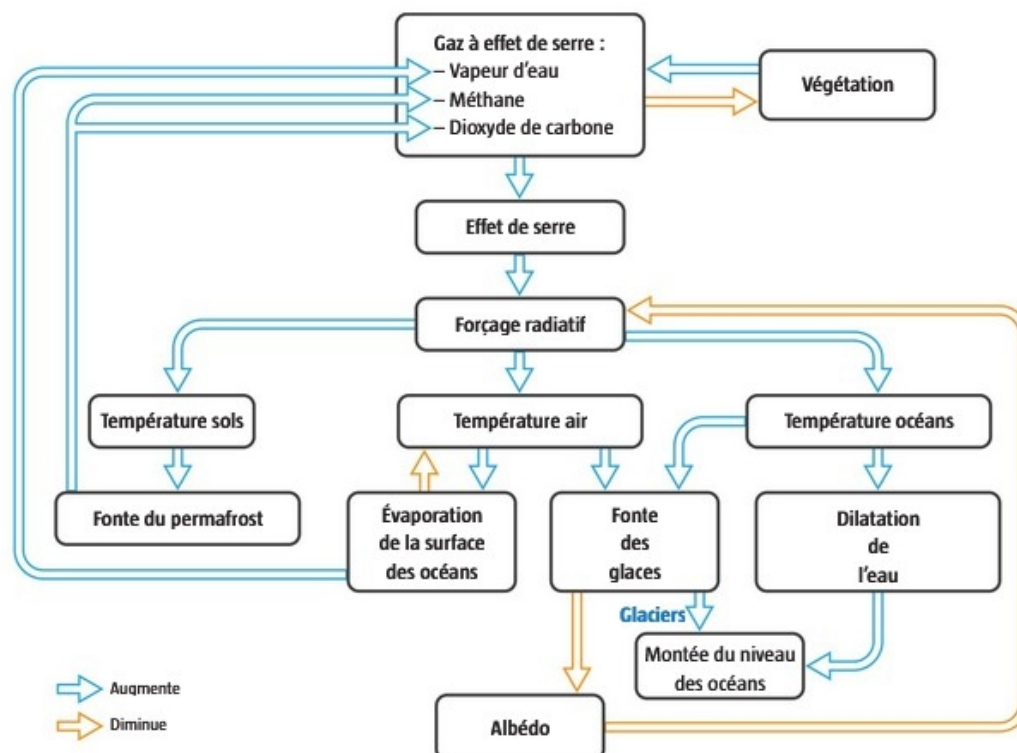 Gaz à effet de serre :
– Vapeur d'eau
– Méthane
– Dioxyde de carbone
Végétation
Effet de serre
Forçage radiatif
Température sols
Température air
Température océans
Fonte du permafrost
Évaporation
de la surface
des océans
Fonte
des
glaces
Dilatation
de
l'eau
Glaciers
Montée du niveau
des océans
Augmente
Diminue
Albédo